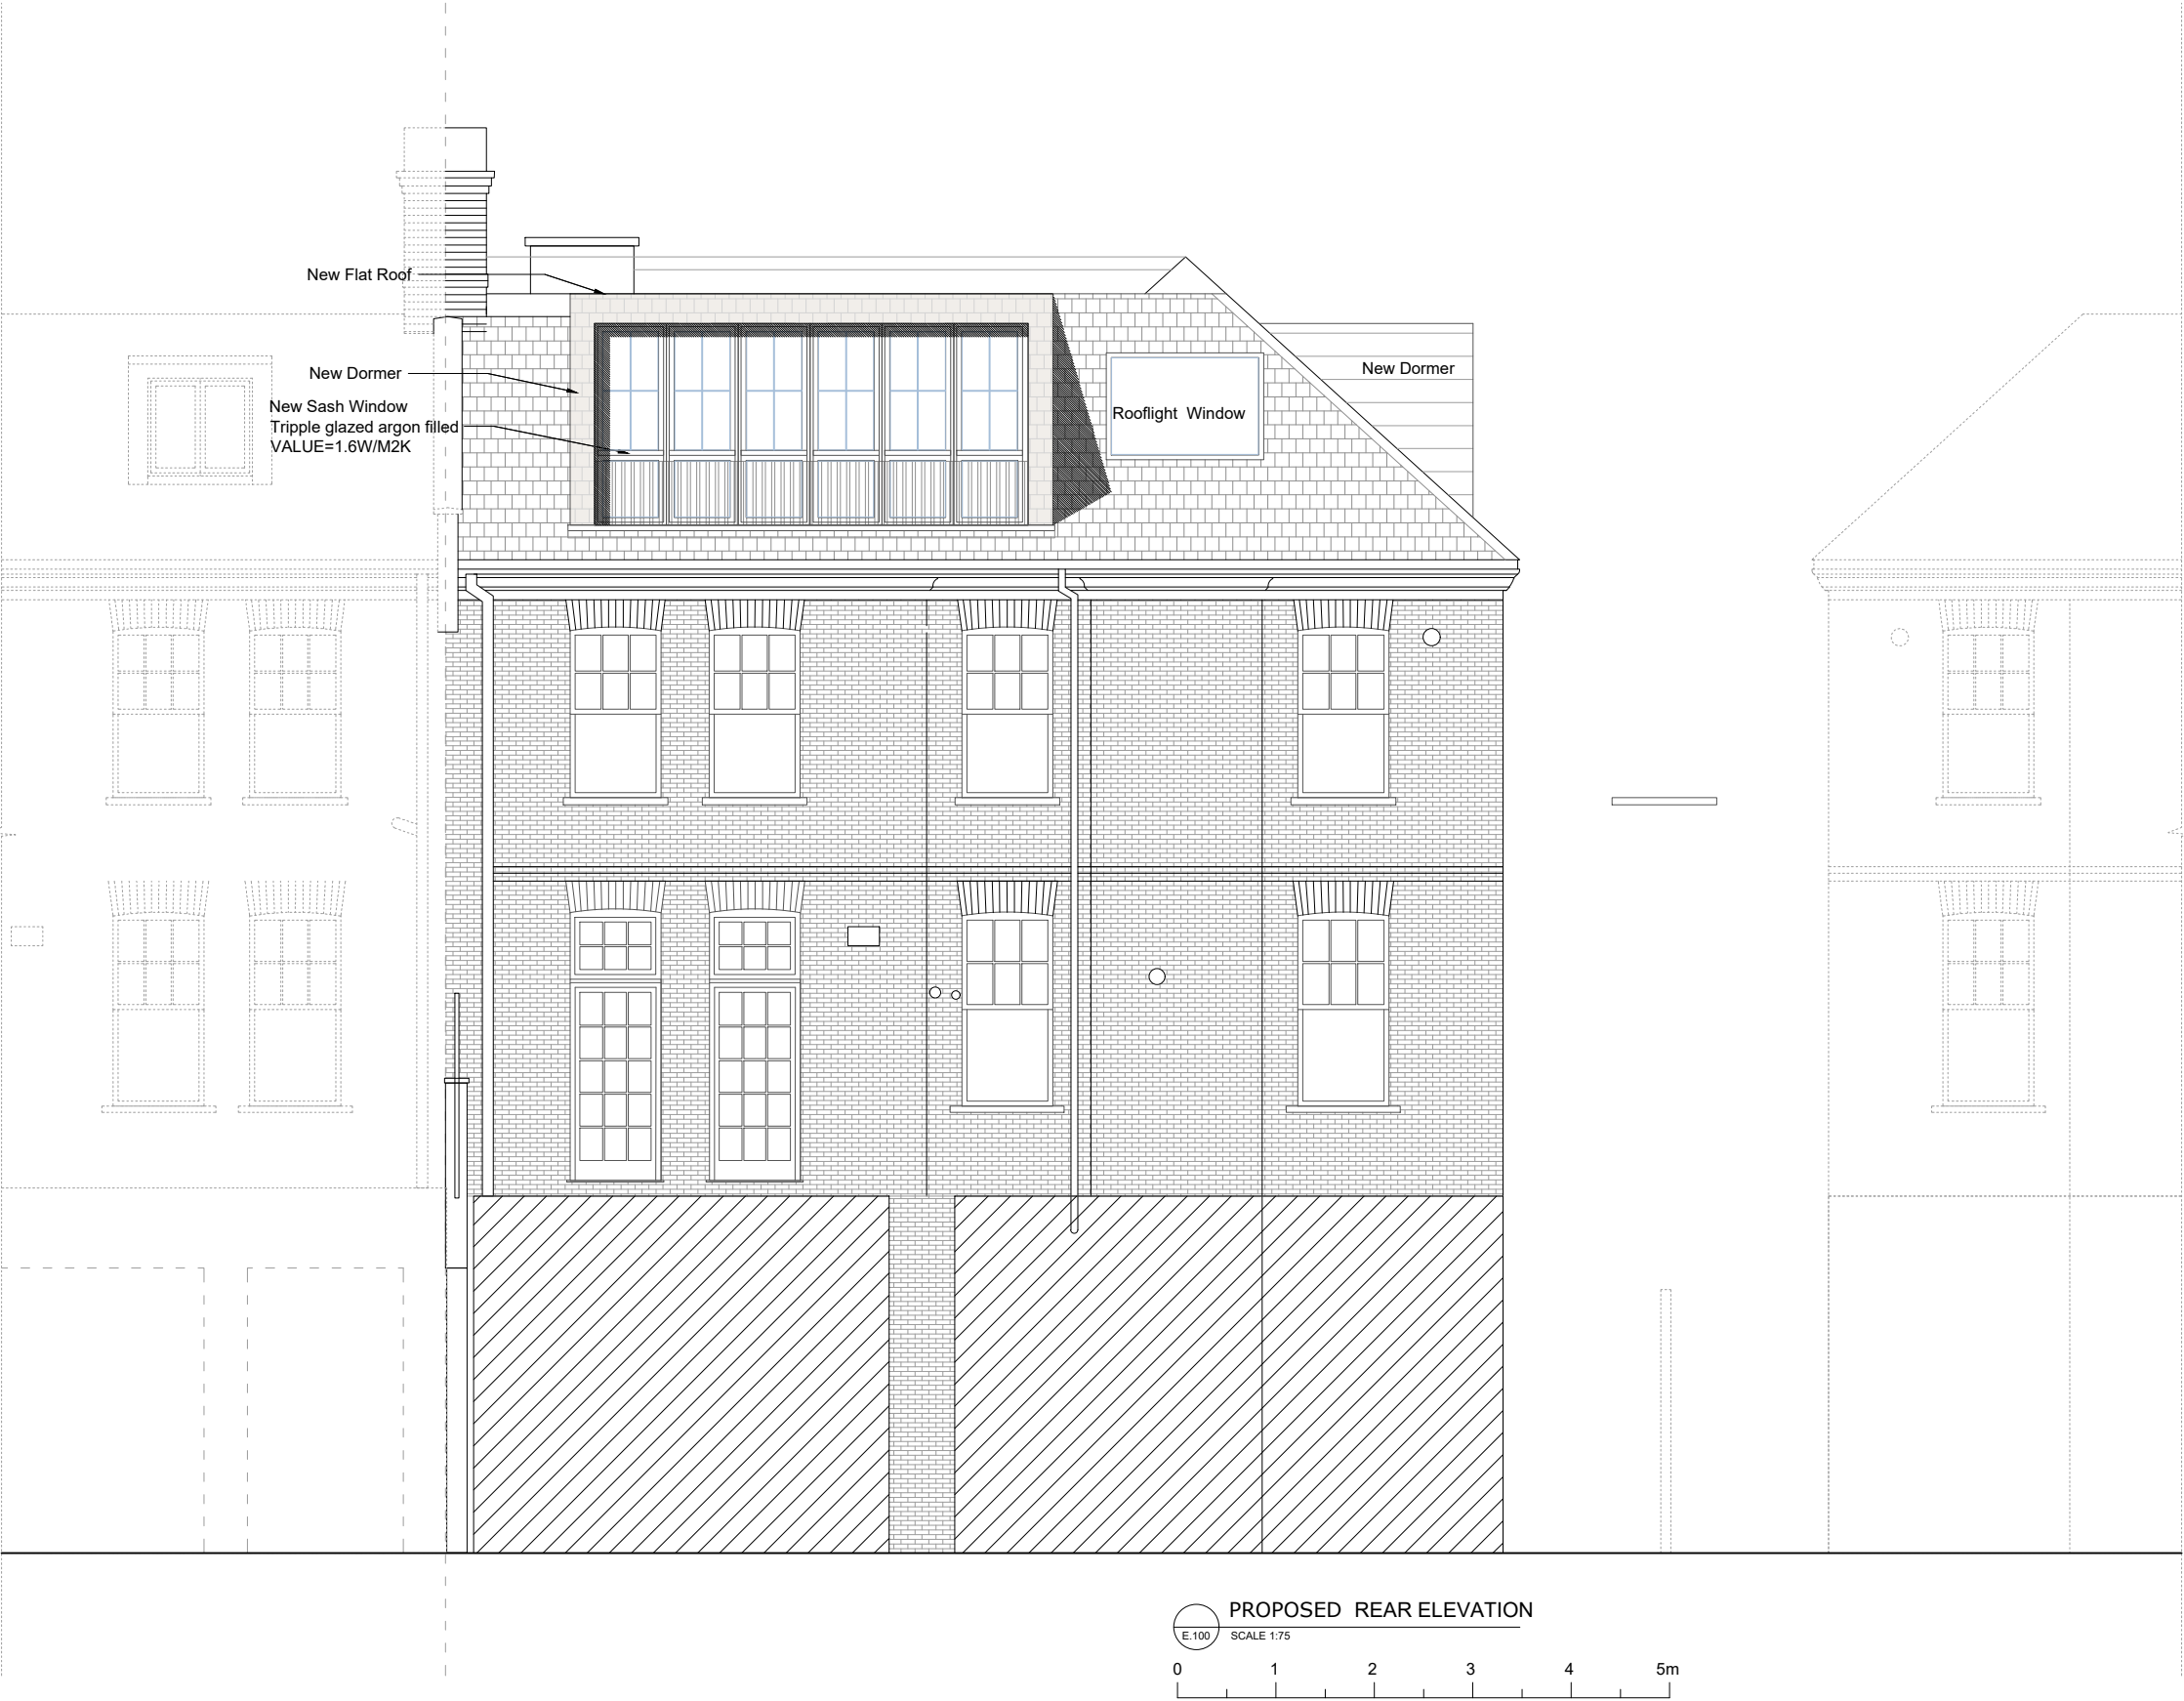 New Flat Roof
New Dormer
New Dormer
New Sash Window
Tripple glazed argon filled
VALUE=1.6W/M2K
Rooflight Window
PROPOSED REAR ELEVATION
E.100 SCALE 1:75
0 1 2 3 4 5m